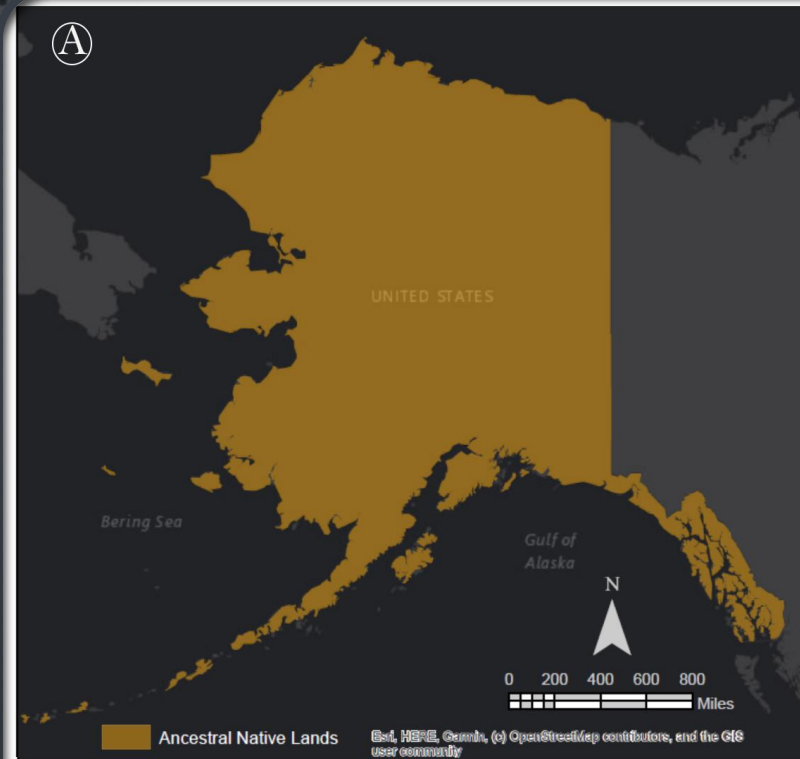 A
UNITED STATES
Bering Sea
Gulf of
Alaska
N
0 200 400 600 800
Miles
Ancestral Native Lands
Esri, HERE, Garmin, (c) OpenStreetMap contributors, and the GIS
user community